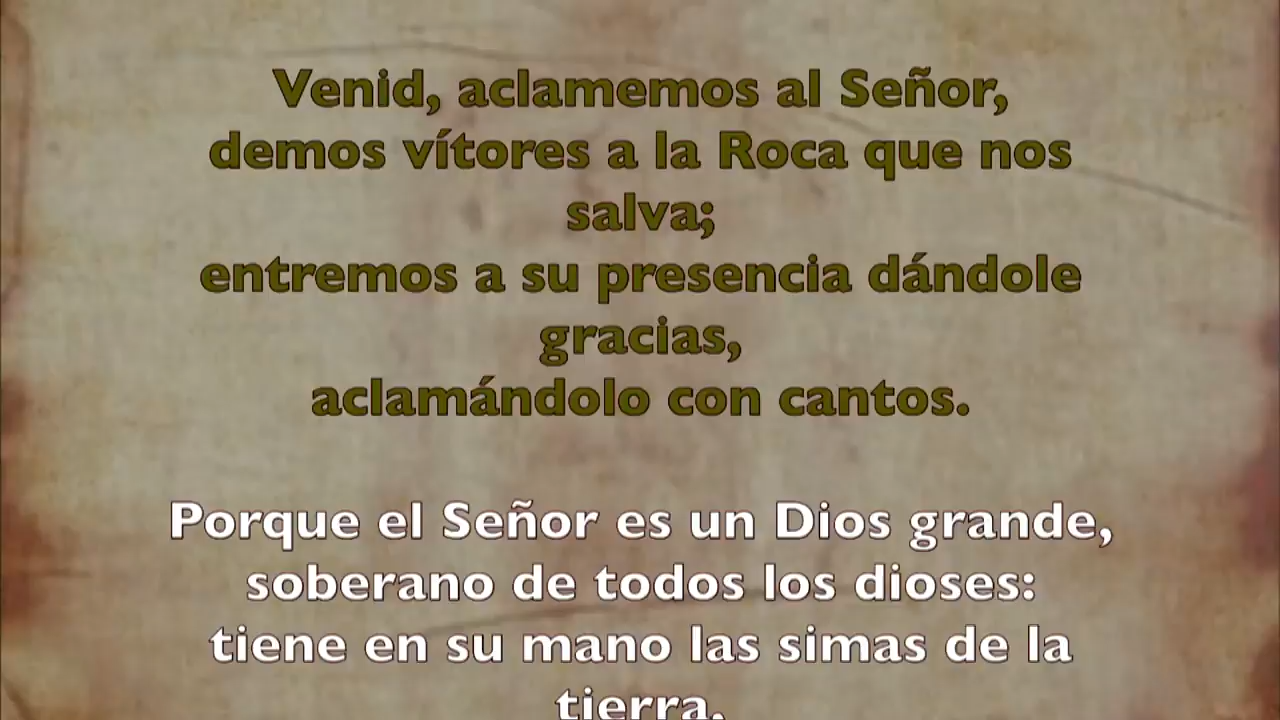 Venid, aclamemos al Señor,
demos vítores a la Roca que nos
salva;
entremos a su presencia dándole
gracias,
aclamándolo con cantos.
Porque el Señor es un Dios grande,
soberano de todos los dioses:
tiene en su mano las simas de la
tierra,